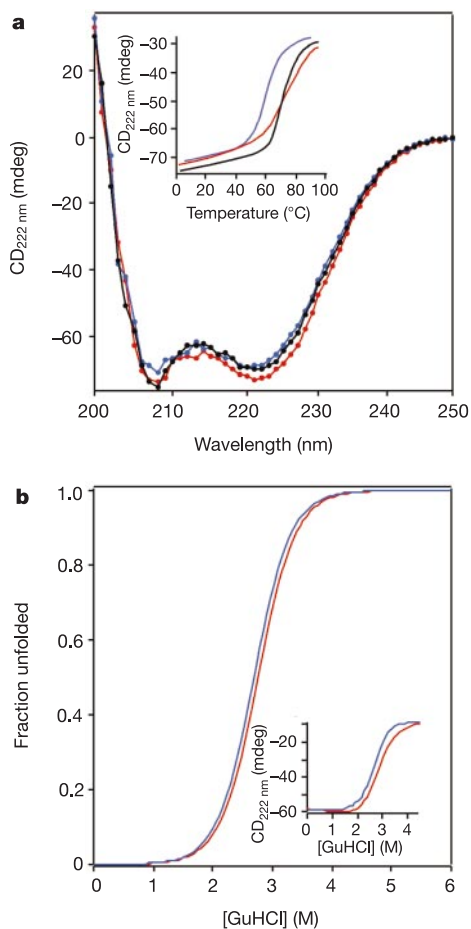 a
CD222 nm (mdeg)
20
0
−20
−40
−60
200 210 220 230 240 250
Wavelength (nm)
CD222 nm (mdeg)
−30
−40
−50
−60
−70
0 20 40 60 80 100
Temperature (°C)
b
Fraction unfolded
1.0
0.8
0.6
0.4
0.2
0
0 1 2 3 4 5 6
[GuHCl] (M)
CD222 nm (mdeg)
−20
−40
−60
0 1 2 3 4
[GuHCl] (M)